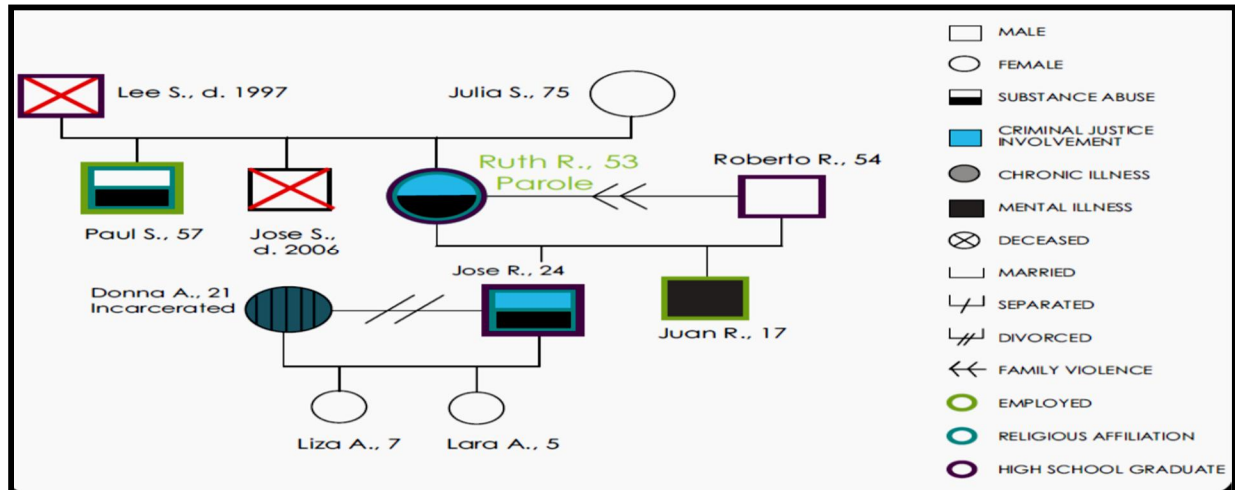 Lee S., d. 1997
Julia S., 75
Ruth R., 53
Parole
Roberto R., 54
Paul S., 57
Jose S.,
d. 2006
Jose R., 24
Donna A., 21
Incarcerated
Juan R., 17
Liza A., 7
Lara A., 5
MALE
FEMALE
SUBSTANCE ABUSE
CRIMINAL JUSTICE
INVOLVEMENT
CHRONIC ILLNESS
MENTAL ILLNESS
DECEASED
MARRIED
SEPARATED
DIVORCED
FAMILY VIOLENCE
EMPLOYED
RELIGIOUS AFFILIATION
HIGH SCHOOL GRADUATE